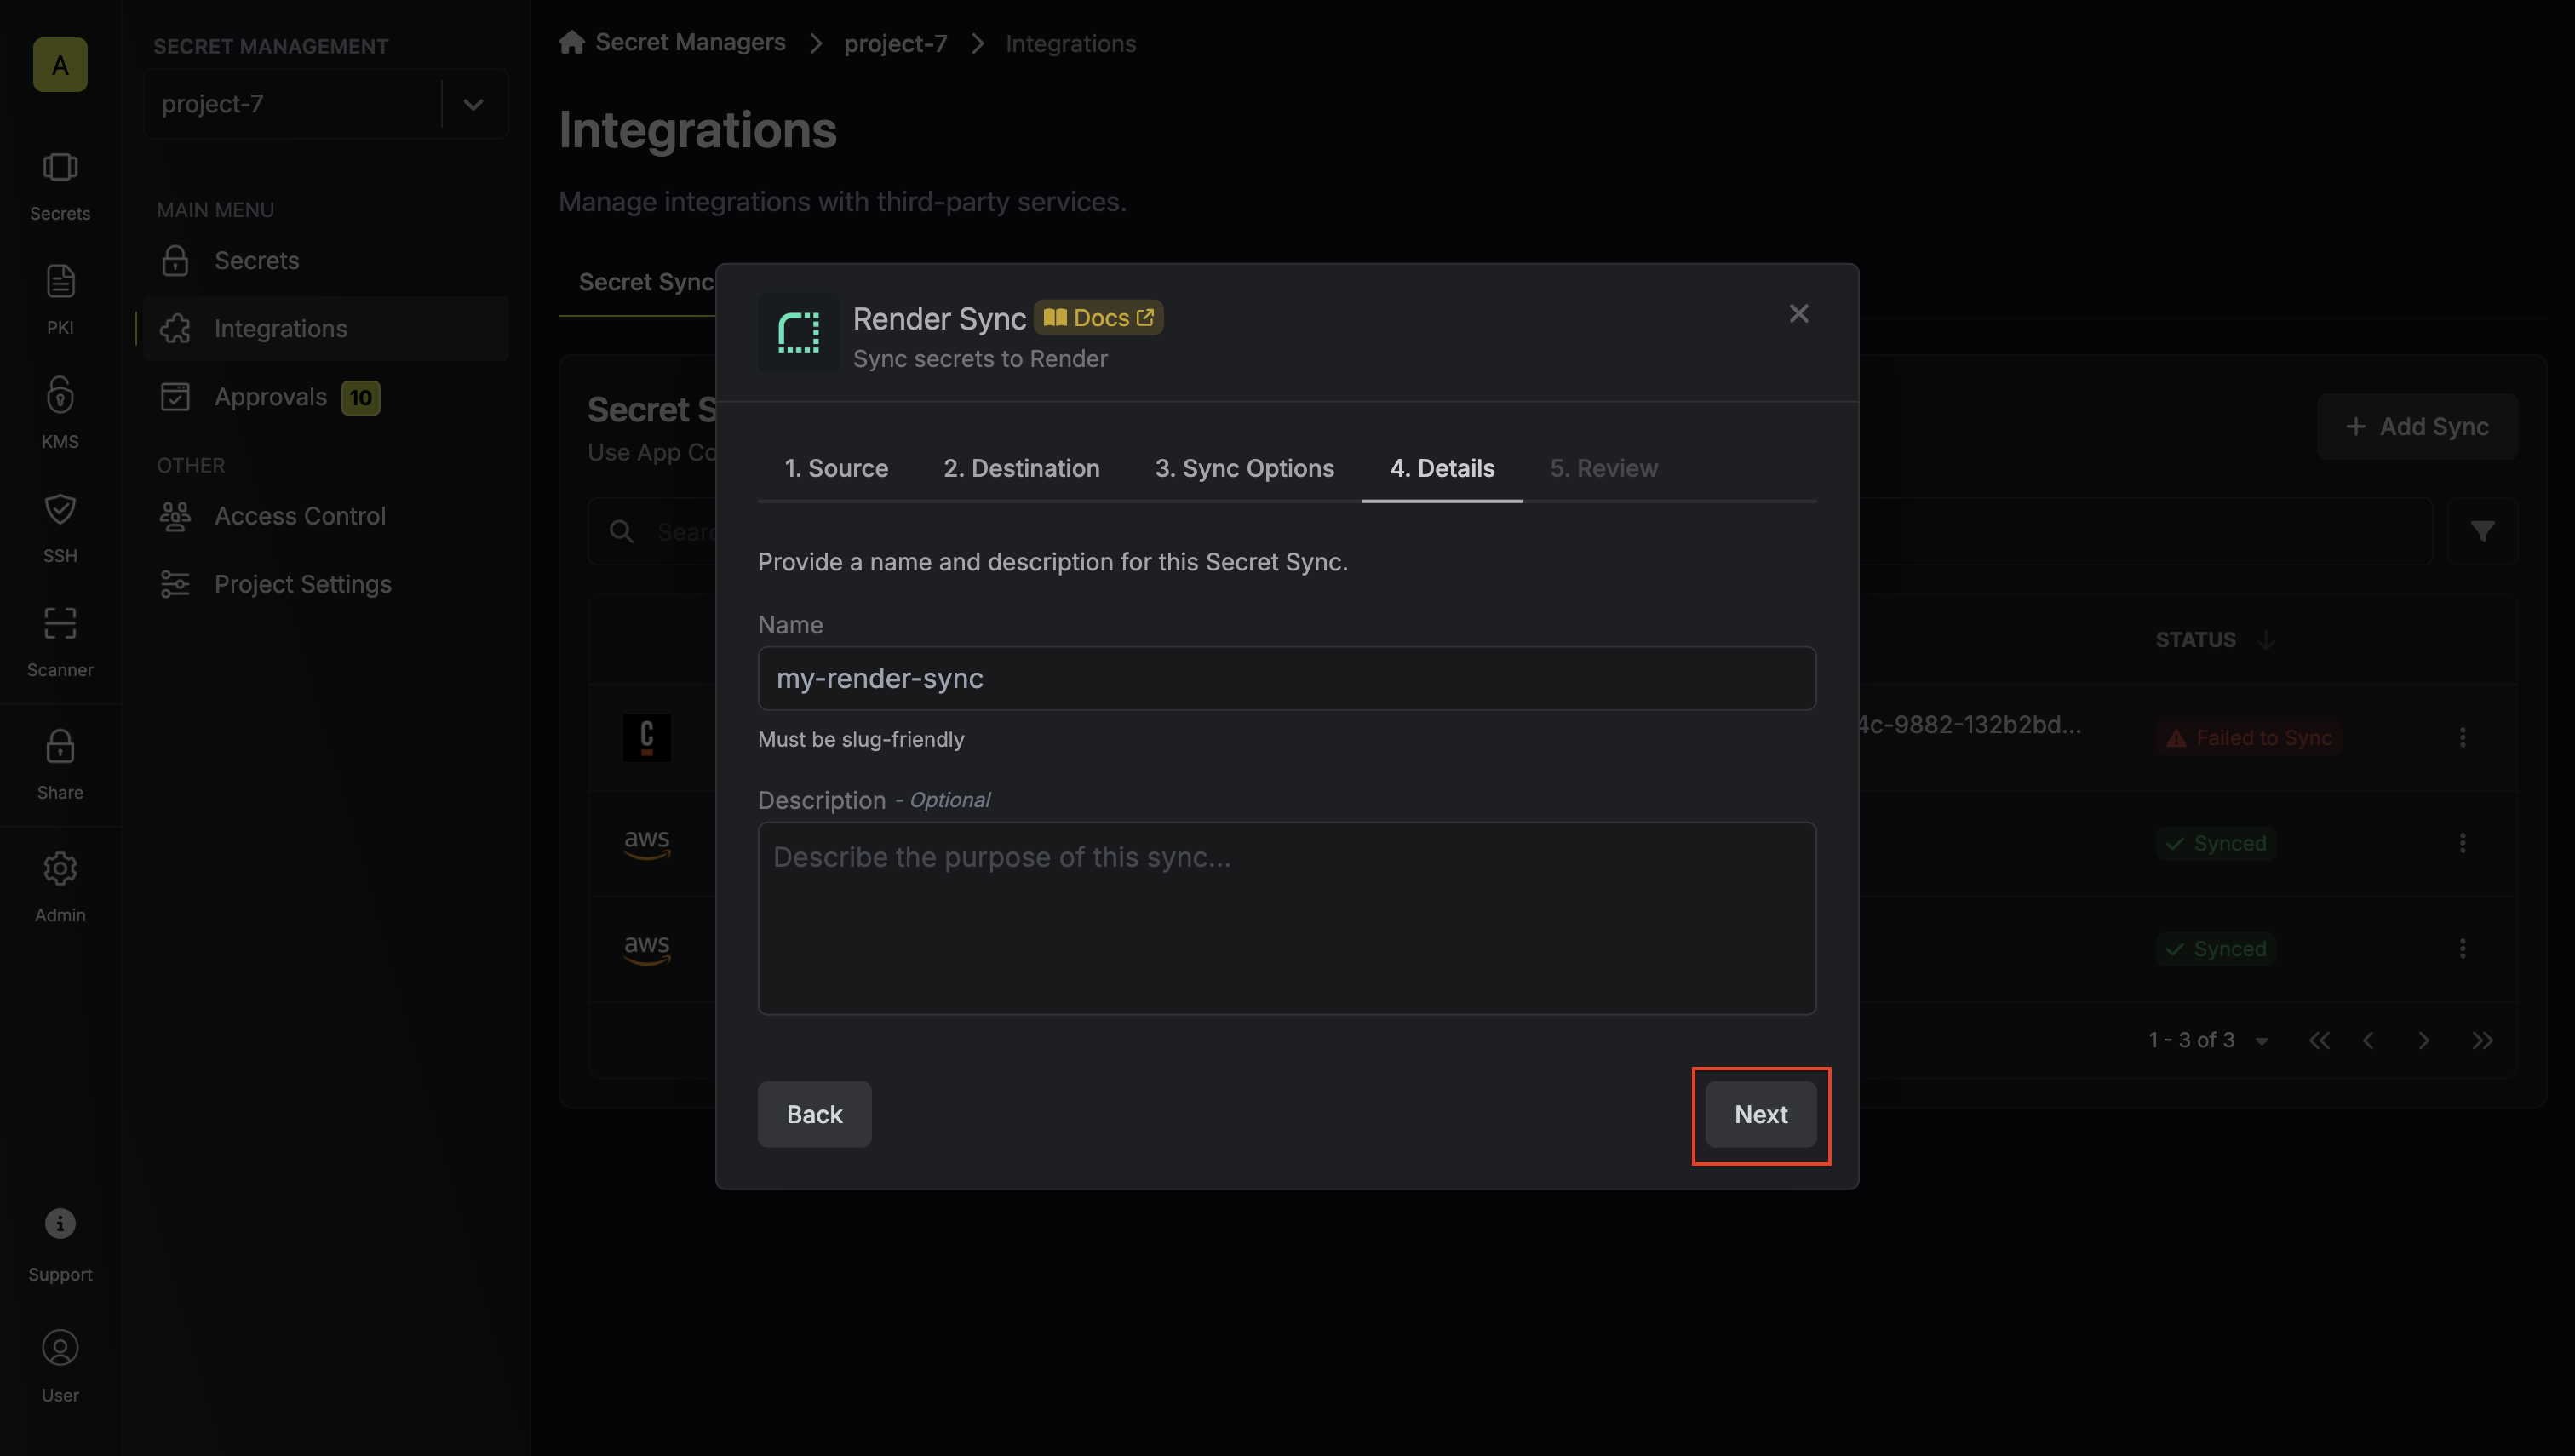 A
Secrets
PKI
KMS
SSH
Scanner
Share
Admin
Support
User
SECRET MANAGEMENT
project-7
MAIN MENU
Secrets
Integrations
Approvals 10
OTHER
Access Control
Project Settings
Secret Managers project-7 Integrations
Integrations
Manage integrations with third-party services.
Secret Sync
Secret S
Use App Co
Add Sync
Searc
STATUS
4c-9882-132b2bd...
Failed to Sync
aws
Synced
aws
Synced
1 - 3 of 3
Render Sync Docs
Sync secrets to Render
1. Source 2. Destination 3. Sync Options 4. Details 5. Review
Provide a name and description for this Secret Sync.
Name
my-render-sync
Must be slug-friendly
Description - Optional
Describe the purpose of this sync...
Back
Next